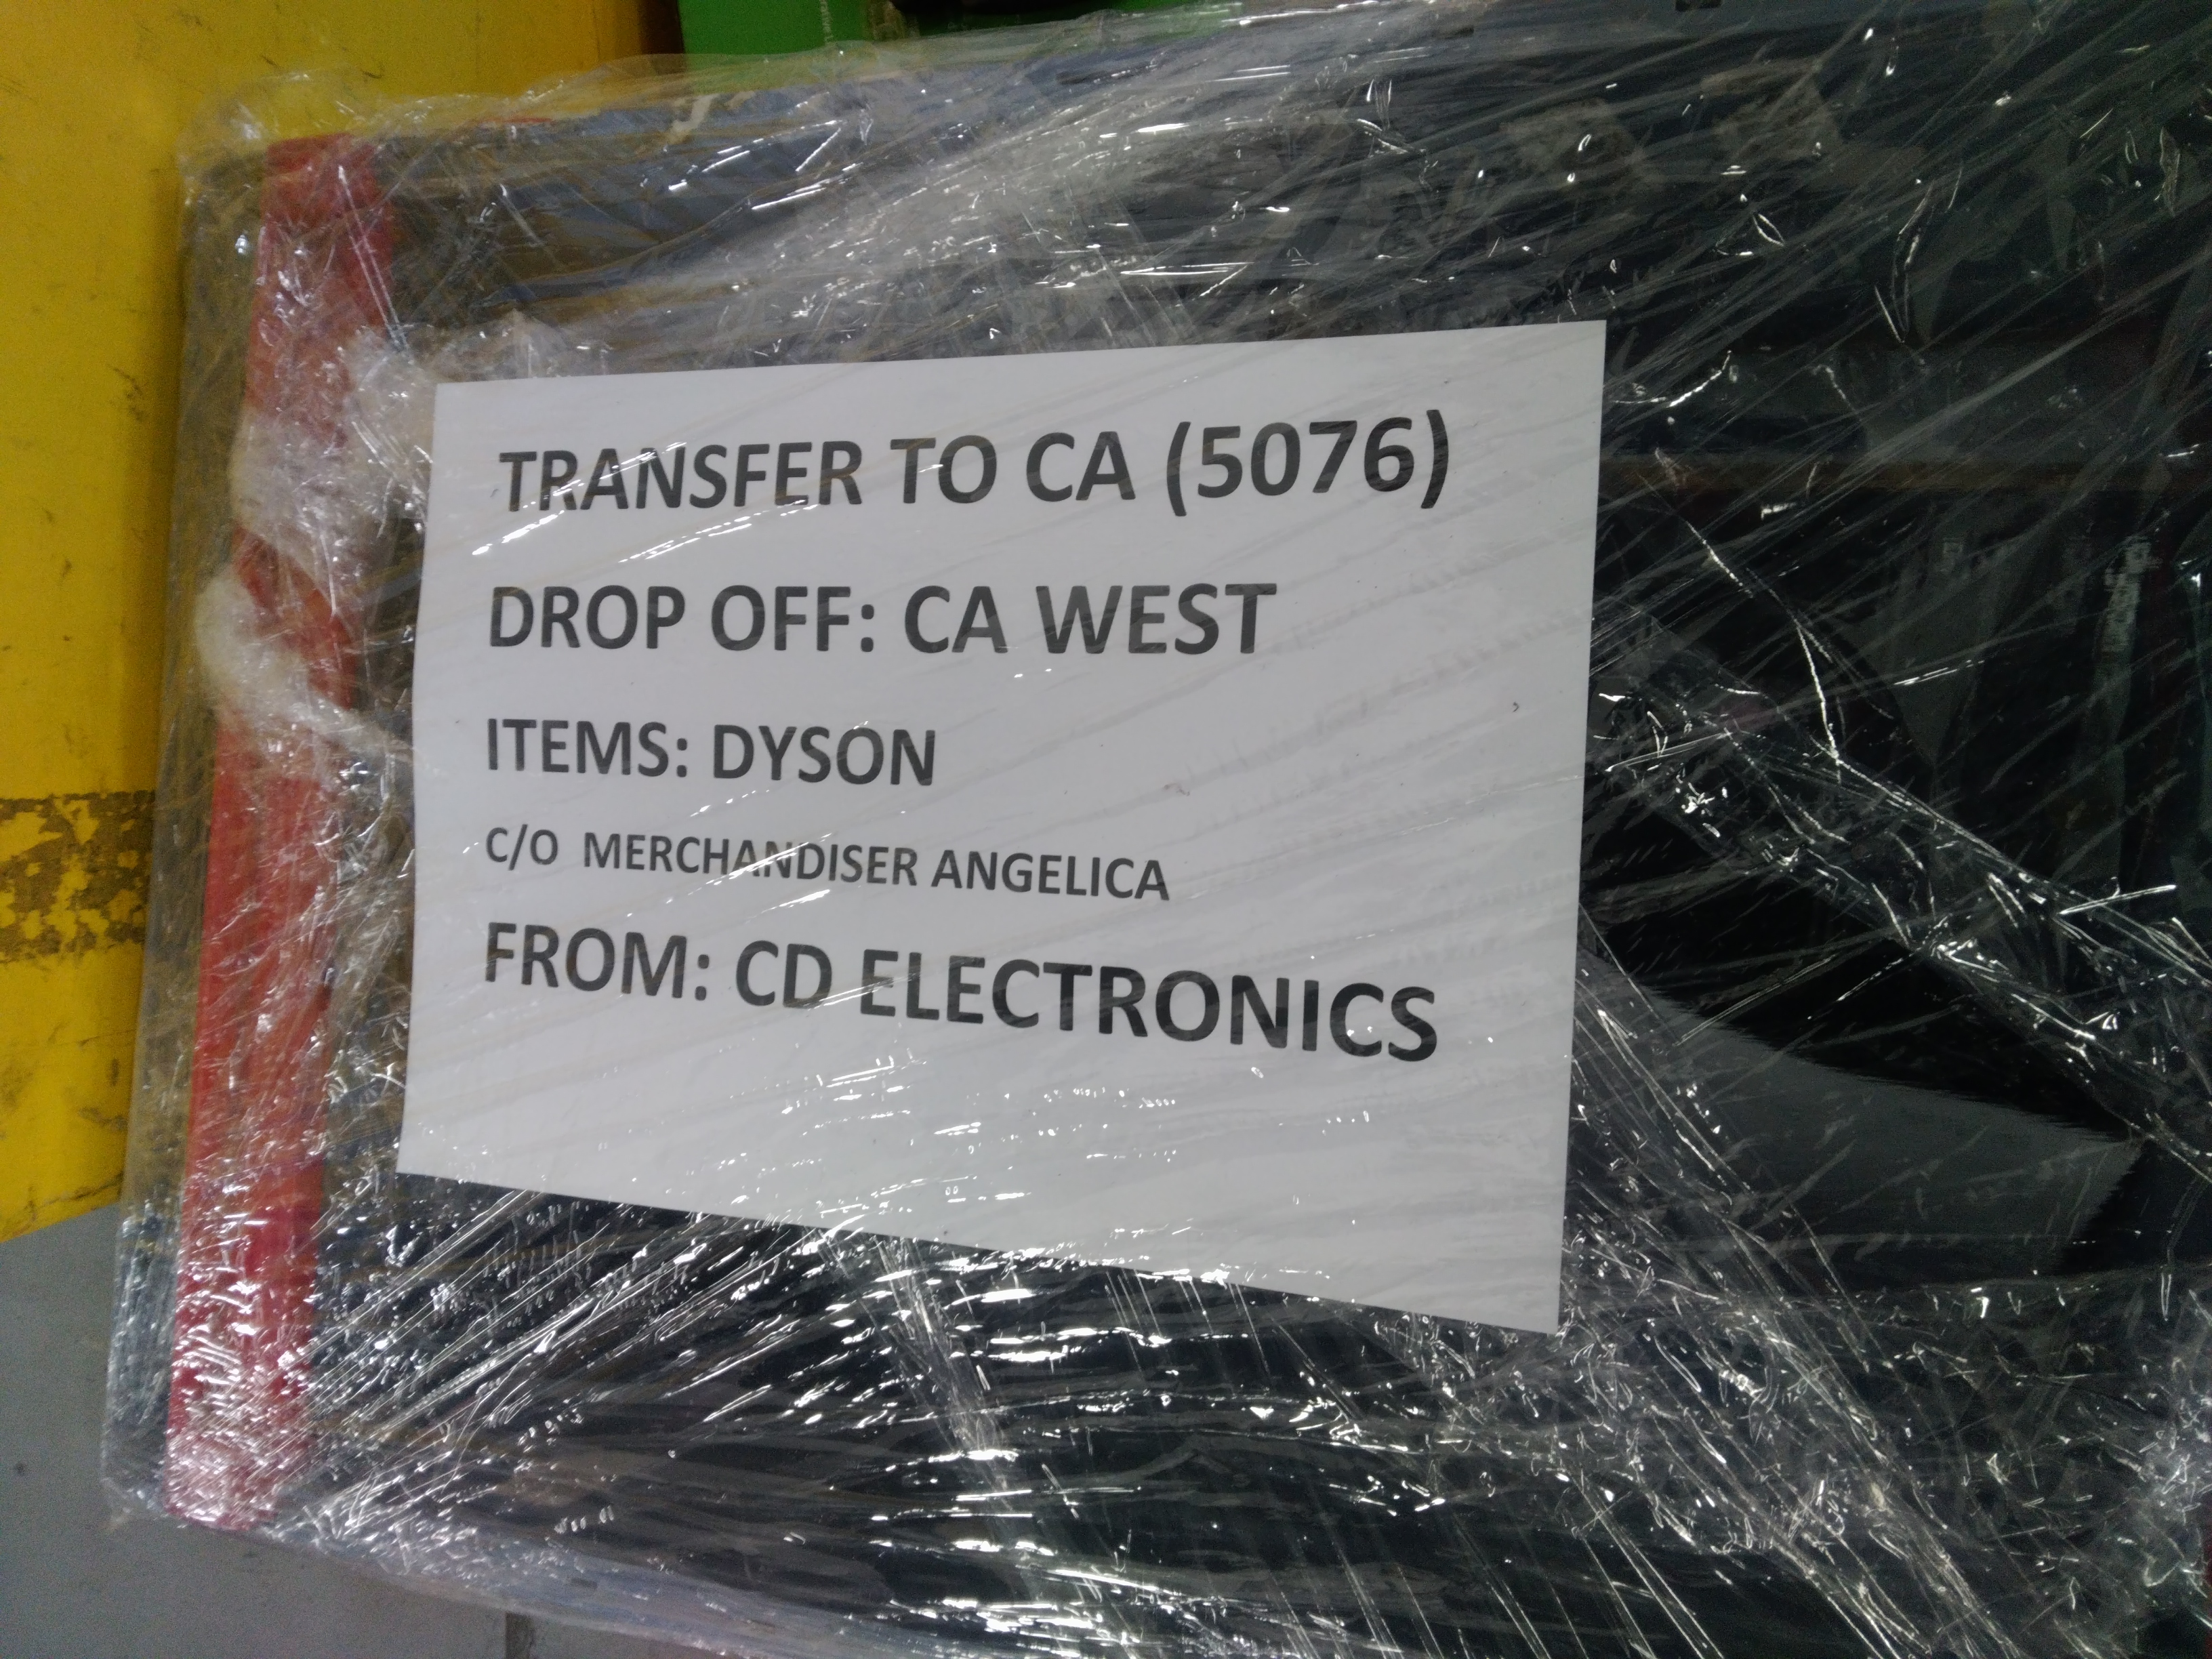 TRANSFER TO CA (5076)
DROP OFF: CA WEST
ITEMS: DYSON
C/O MERCHANDISER ANGELICA
FROM: CD ELECTRONICS